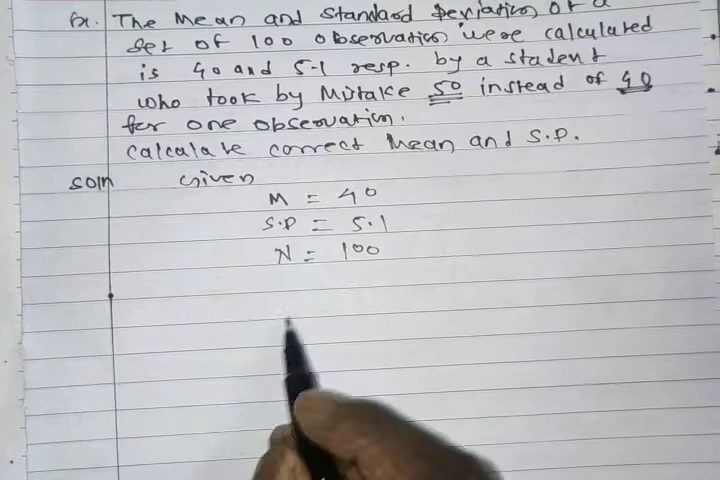 Ex. The Mean and Standard Deviation of a
set of 100 observation were calculated
is 40 and 5.1 resp. by a student
who took by Mistake 50 instead of 40
for one observation.
calculate correct Mean and S.D.
soln Given
M = 40
S.D = 5.1
N = 100